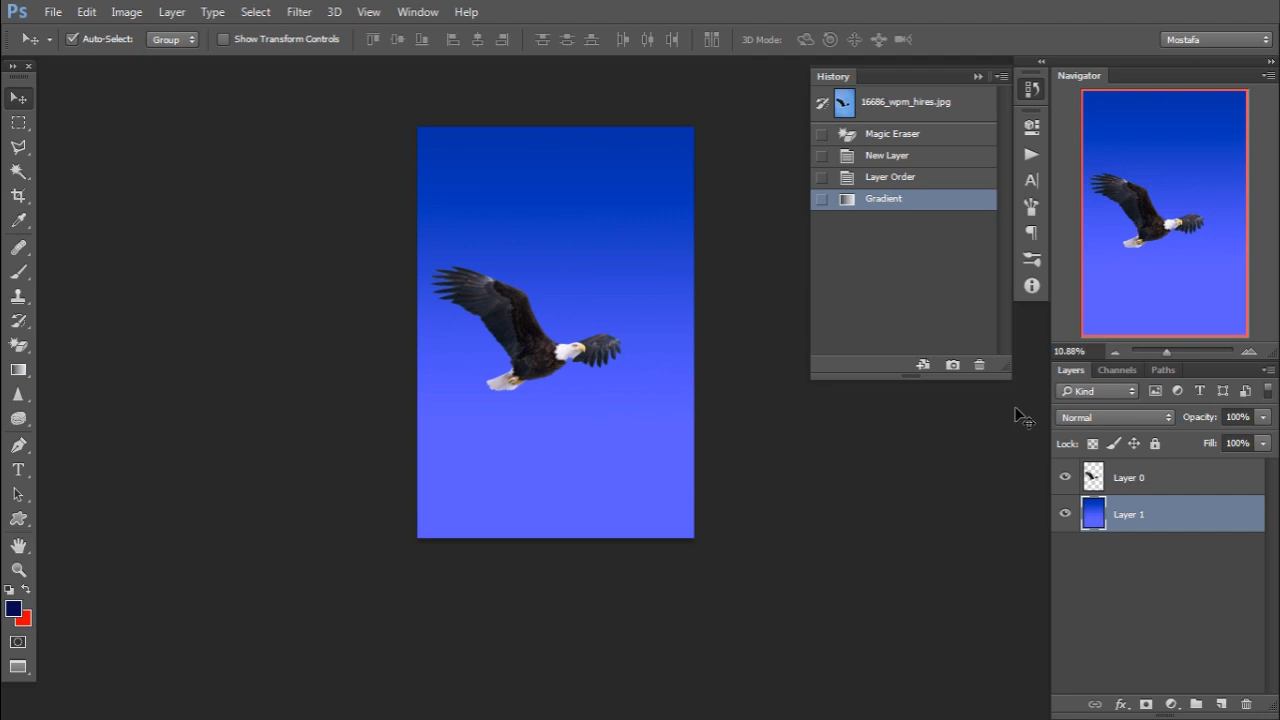 Ps File Edit Image Layer Type Select Filter 3D View Window Help
Auto-Select: Group Show Transform Controls 3D Mode: Mostafa
History
16686_wpm_hires.jpg
Magic Eraser
New Layer
Layer Order
Gradient
Navigator
10.88%
Layers Channels Paths
Kind
Normal Opacity: 100%
Lock: Fill: 100%
Layer 0
Layer 1